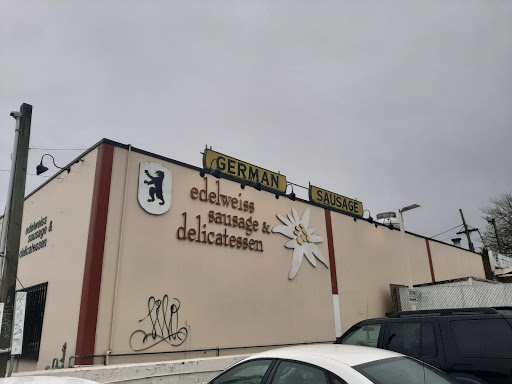 GERMAN
SAUSAGE
edelweiss
sausage &
delicatessen
edelweiss
sausage &
delicatessen